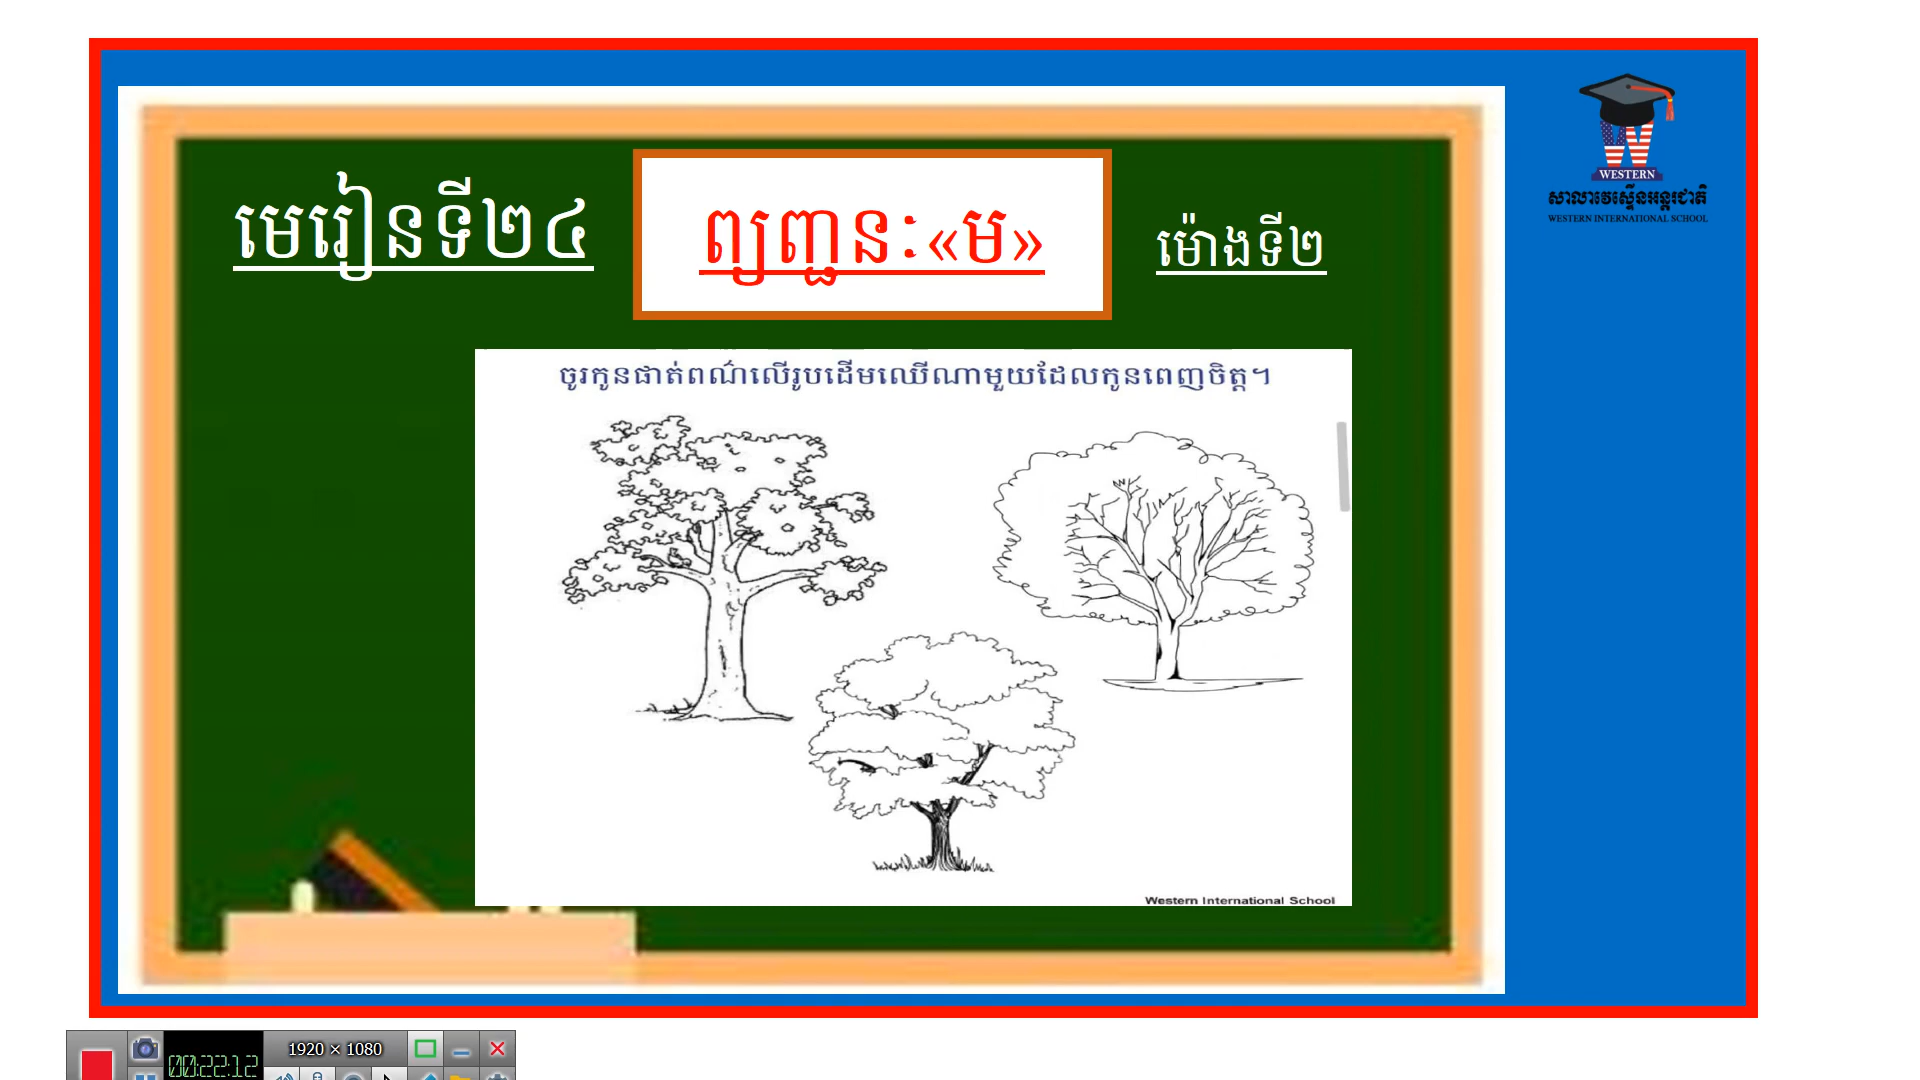 មេរៀនទី២៤
ព្យញ្ជនៈ«ម»
ម៉ោងទី២
WESTERN
សាលាវេស្ទើនអន្តរជាតិ
WESTERN INTERNATIONAL SCHOOL
ចូរកូនផាត់ពណ៌លើរូបដើមឈើណាមួយដែលកូនពេញចិត្ត។
Western International School
00:22:12
1920 × 1080